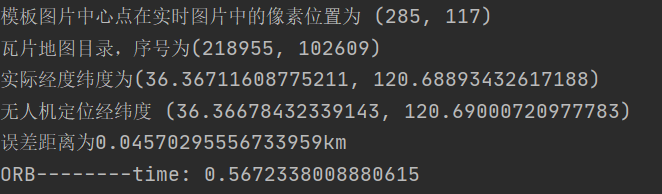 模板图片中心点在实时图片中的像素位置为 (285, 117)
瓦片地图目录，序号为(218955, 102609)
实际经度纬度为(36.36711608775211, 120.68893432617188)
无人机定位经纬度 (36.36678432339143, 120.69000720977783)
误差距离为0.04570295556733959km
ORB--------time: 0.5672338008880615